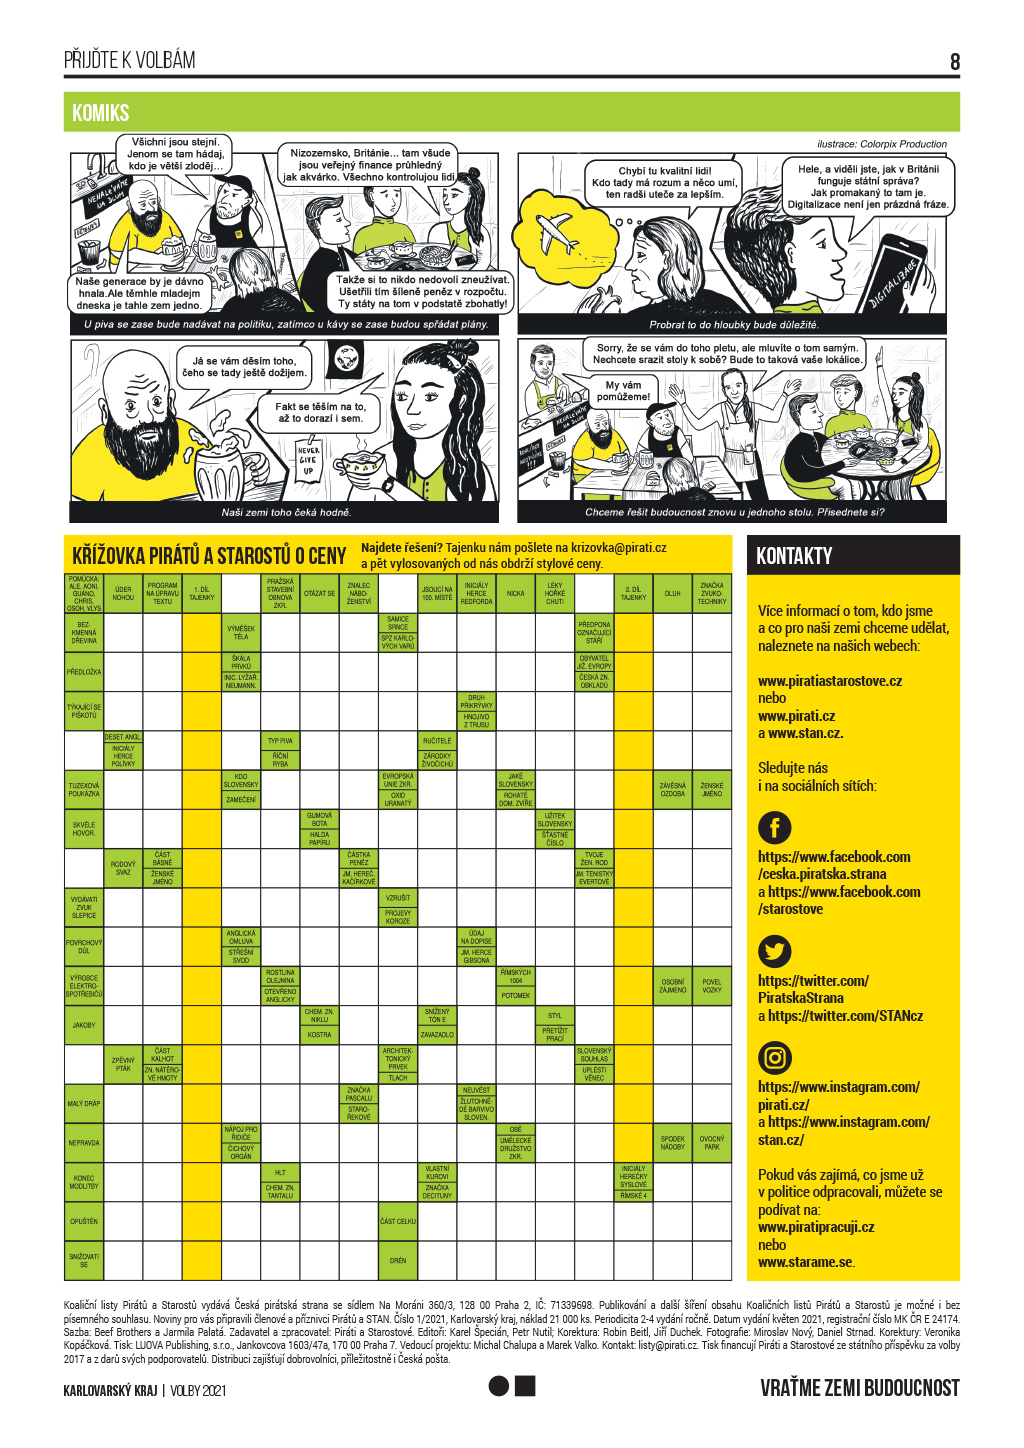 PŘIJĎTE K VOLBÁM
8
KOMIKS
ilustrace: Colorpix Production
Všichni jsou stejní.
Jenom se tam hádaj,
kdo je větší zloděj…
Nizozemsko, Británie... tam všude
jsou veřejný finance průhledný
jak akvárko. Všechno kontrolujou lidi.
NENALEJVÁME
NA DLUH
Naše generace by je dávno
hnala.Ale těmhle mladejm
dneska je tahle zem jedno.
Takže si to nikdo nedovolí zneužívat.
Ušetřili tím šíleně peněz v rozpočtu.
Ty státy na tom v podstatě zbohatly!
U piva se zase bude nadávat na politiku, zatímco u kávy se zase budou spřádat plány.
Chybí tu kvalitní lidi!
Kdo tady má rozum a něco umí,
ten radši uteče za lepším.
Hele, a viděli jste, jak v Británii
funguje státní správa?
Jak promakaný to tam je.
Digitalizace není jen prázdná fráze.
DIGITALIZACE
Probrat to do hloubky bude důležité.
Já se vám děsím toho,
čeho se tady ještě dožijem.
Fakt se těším na to,
až to dorazí i sem.
NEVER
GIVE
UP
Naši zemi toho čeká hodně.
Sorry, že se vám do toho pletu, ale mluvíte o tom samým.
Nechcete srazit stoly k sobě? Bude to taková vaše lokálice.
My vám
pomůžeme!
NENALEJVÁME
NA DLUH
Chceme řešit budoucnost znovu u jednoho stolu. Přisednete si?
KŘÍŽOVKA PIRÁTŮ A STAROSTŮ O CENY
Najdete řešení? Tajenku nám pošlete na krizovka@pirati.cz
a pět vylosovaných od nás obdrží stylové ceny.
POMŮCKA:
ALE, AONI,
GUANO,
CHRIS,
OSOH, VLYS
ÚDER
NOHOU
PROGRAM
NA ÚPRAVU
TEXTU
1. DÍL
TAJENKY
PRAŽSKÁ
STAVEBNÍ
OBNOVA
ZKR.
OTÁZAT SE
ZNALEC
NÁBO-
ŽENSTVÍ
JSOUCÍ NA
100. MÍSTĚ
INICIÁLY
HERCE
REDFORDA
NICKA
LÉKY
HOŘKÉ
CHUTI
2. DÍL
TAJENKY
DLUH
ZNAČKA
ZVUKO-
TECHNIKY
BEZ-
KMENNÁ
DŘEVINA
VÝMĚŠEK
TĚLA
SAMICE
SRNCE
SPZ KARLO-
VÝCH VARŮ
PŘEDPONA
OZNAČUJÍCÍ
STÁŘÍ
PŘEDLOŽKA
ŠKÁLA
PRVKŮ
INIC. LYŽAŘ.
NEUMANN.
OBYVATEL
JIŽ. EVROPY
ČESKÁ ZN.
OBKLADŮ
TÝKAJÍCÍ SE
PIŠKOTŮ
DRUH
PŘIKRÝVKY
HNOJIVO
Z TRUSU
DESET ANGL.
INICIÁLY
HERCE
POLÍVKY
TYP PIVA
ŘÍČNÍ
RYBA
RUČITELÉ
ZÁRODKY
ŽIVOČICHŮ
TUZEXOVÁ
POUKÁZKA
KDO
SLOVENSKY
ZAMEČENÍ
EVROPSKÁ
UNIE ZKR.
OXID
URANATÝ
JAKÉ
SLOVENSKY
ROHATÉ
DOM. ZVÍŘE
ZÁVĚSNÁ
OZDOBA
ŽENSKÉ
JMÉNO
SKVĚLE
HOVOR.
GUMOVÁ
BOTA
HALDA
PAPÍRU
UŽITEK
SLOVENSKY
ŠŤASTNÉ
ČÍSLO
RODOVÝ
SVAZ
ČÁST
BÁSNĚ
ŽENSKÉ
JMÉNO
ČÁSTKA
PENĚZ
JM. HEREČ.
KAČÍRKOVÉ
TVOJE
ŽEN. ROD
JM. TENISTKY
EVERTOVÉ
VYDÁVATI
ZVUK
SLEPICE
VZRUŠIT
PROJEVY
KOROZE
POVRCHOVÝ
DŮL
ANGLICKÁ
OMLUVA
STŘEŠNÍ
SVOD
ÚDAJ
NA DOPISE
JM. HERCE
GIBSONA
VÝROBCE
ELEKTRO-
SPOTŘEBIČŮ
ROSTLINA
OLEJNINA
OTEVŘENO
ANGLICKY
ŘÍMSKÝCH
1004
POTOMEK
OSOBNÍ
ZÁJMENO
POVEL
VOZKY
JAKOBY
CHEM. ZN.
NIKLU
KOSTRA
SNÍŽENÝ
TÓN E
ZAVAZADLO
STYL
PŘETÍŽIT
PRACÍ
ZPĚVNÝ
PTÁK
ČÁST
KALHOT
ZN. NÁTĚRO-
VÉ HMOTY
ARCHITEK-
TONICKÝ
PRVEK
TLACH
SLOVENSKÝ
SOUHLAS
UPLÉSTI
VĚNEC
MALÝ DRÁP
ZNAČKA
PASCALU
STARO-
ŘEKOVÉ
NEUVĚST
ŽLUTOHNĚ-
DÉ BARVIVO
SLOVEN.
NEPRAVDA
NÁPOJ PRO
ŘIDIČE
ČICHOVÝ
ORGÁN
OBĚ
UMĚLECKÉ
DRUŽSTVO
ZKR.
SPODEK
NÁDOBY
OVOCNÝ
PARK
KONEC
MODLITBY
HLT
CHEM. ZN.
TANTALU
VLASTNÍ
KUROVI
ZNAČKA
DECITUNY
INICIÁLY
HEREČKY
SYSLOVÉ
ŘÍMSKÉ 4
OPUŠTĚN
ČÁST CELKU
SNIŽOVATI
SE
DRÉN
KONTAKTY
Více informací o tom, kdo jsme
a co pro naši zemi chceme udělat,
naleznete na našich webech:
www.piratiastarostove.cz
nebo
www.pirati.cz
a www.stan.cz.
Sledujte nás
i na sociálních sítích:
https://www.facebook.com
/ceska.piratska.strana
a https://www.facebook.com
/starostove
https://twitter.com/
PiratskaStrana
a https://twitter.com/STANcz
https://www.instagram.com/
pirati.cz/
a https://www.instagram.com/
stan.cz/
Pokud vás zajímá, co jsme už
v politice odpracovali, můžete se
podívat na:
www.piratipracuji.cz
nebo
www.starame.se.
Koaliční listy Pirátů a Starostů vydává Česká pirátská strana se sídlem Na Moráni 360/3, 128 00 Praha 2, IČ: 71339698. Publikování a další šíření obsahu Koaličních listů Pirátů a Starostů je možné i bez
písemného souhlasu. Noviny pro vás připravili členové a příznivci Pirátů a STAN. Číslo 1/2021, Karlovarský kraj, náklad 21 000 ks. Periodicita 2-4 vydání ročně. Datum vydání květen 2021, registrační číslo MK ČR E 24174.
Sazba: Beef Brothers a Jarmila Palatá. Zadavatel a zpracovatel: Piráti a Starostové. Editoři: Karel Špecián, Petr Nutil; Korektura: Robin Beitl, Jiří Duchek. Fotografie: Miroslav Nový, Daniel Strnad. Korektury: Veronika
Kopáčková. Tisk: LUOVA Publishing, s.r.o., Jankovcova 1603/47a, 170 00 Praha 7. Vedoucí projektu: Michal Chalupa a Marek Valko. Kontakt: listy@pirati.cz. Tisk financují Piráti a Starostové ze státního příspěvku za volby
2017 a z darů svých podporovatelů. Distribuci zajišťují dobrovolníci, příležitostně i Česká pošta.
KARLOVARSKÝ KRAJ | VOLBY 2021
VRAŤME ZEMI BUDOUCNOST